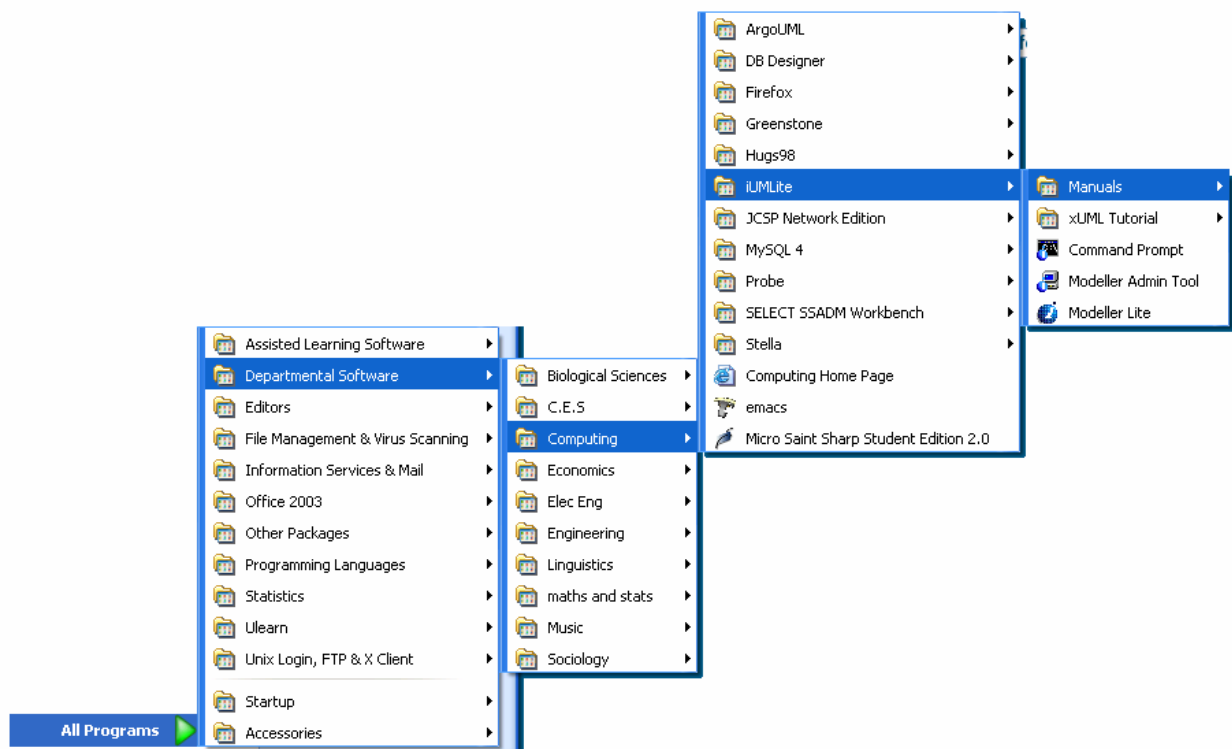 ArgoUML
DB Designer
Firefox
Greenstone
Hugs98
iUMLite
JCSP Network Edition
MySQL 4
Probe
SELECT SSADM Workbench
Stella
Computing Home Page
emacs
Micro Saint Sharp Student Edition 2.0
Manuals
xUML Tutorial
Command Prompt
Modeller Admin Tool
Modeller Lite
Assisted Learning Software
Departmental Software
Editors
File Management & Virus Scanning
Information Services & Mail
Office 2003
Other Packages
Programming Languages
Statistics
Ulearn
Unix Login, FTP & X Client
Startup
Accessories
Biological Sciences
C.E.S
Computing
Economics
Elec Eng
Engineering
Linguistics
maths and stats
Music
Sociology
All Programs